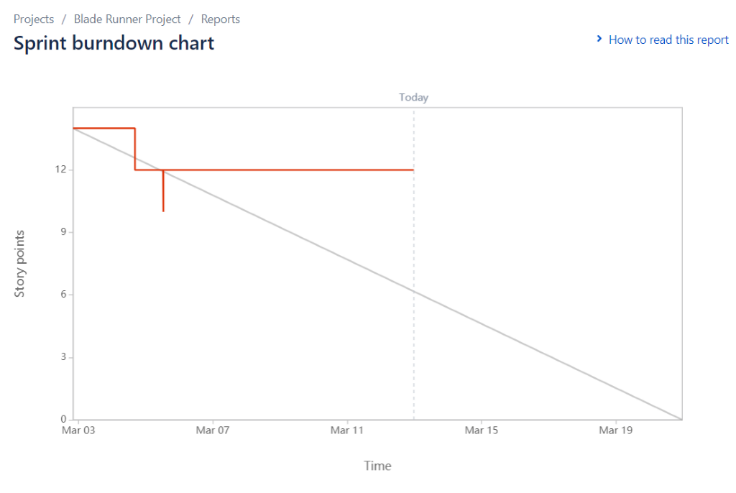 Projects / Blade Runner Project / Reports
Sprint burndown chart
How to read this report
Today
Story points
12
9
6
3
0
Mar 03 Mar 07 Mar 11 Mar 15 Mar 19
Time